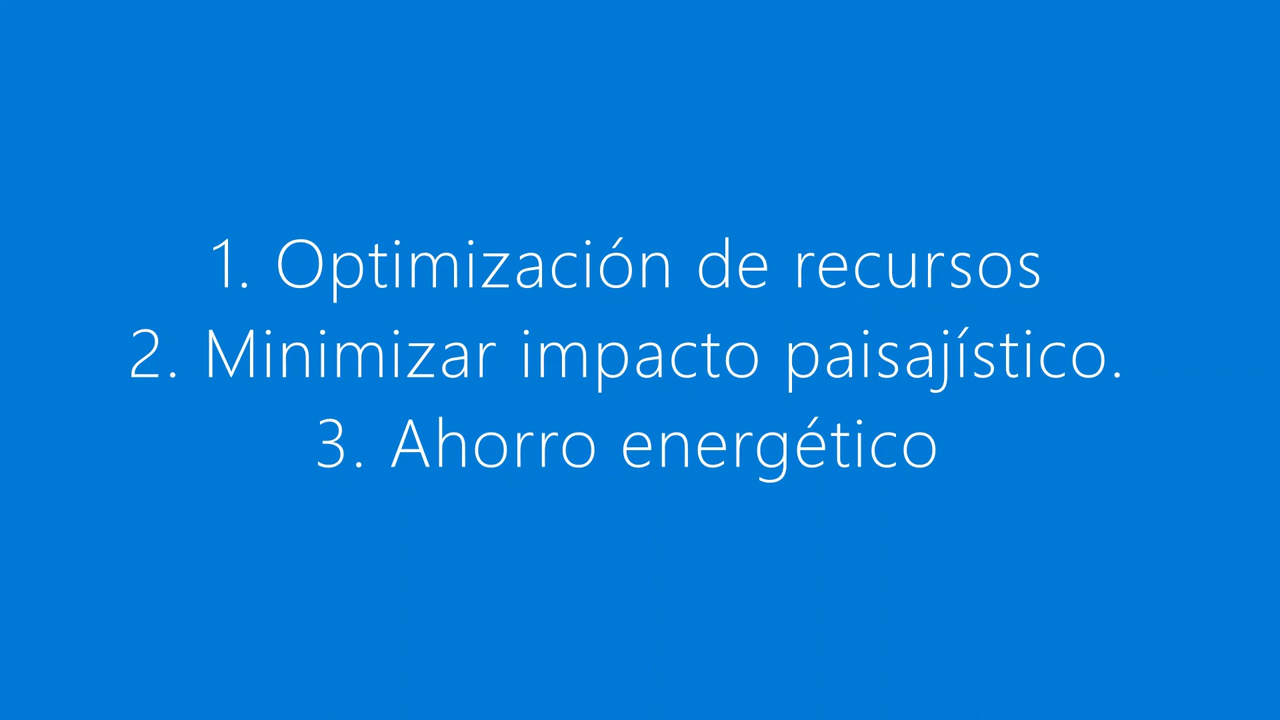 1. Optimización de recursos
2. Minimizar impacto paisajístico.
3. Ahorro energético